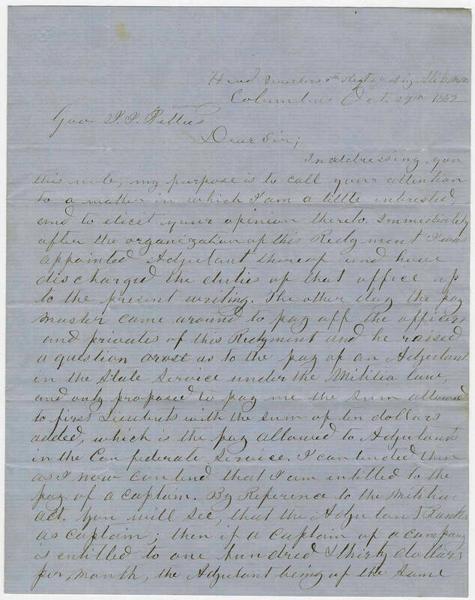 Head Quarters Regt
Columbus Oct 29th 1862
Gov J. J. Pettus
Dear Sir;
In addressing you
this note, my purpose is to call your attention
to a matter in which I am a little interested,
and to elicit your opinion thereto. Immediately
after the organization of this Redgment I was
appointed Adjutant thereof and have
discharged the duties of that office up
to the present writing. The other day the pay
master came around to pay off the officers
and privates of this Redgment and he raised
a question arose as to the pay of an Adjutant
in the State Service under the Militia law,
and only proposed to pay me the sum allowed
to first Lieutents with the sum of ten dollars
added, which is the pay allowed to Adjutants
in the Con federate Service. I contended then
as I now contend that I am entitled to the
pay of a Captain. By Reference to the Militia
act. You will see, that the Adjutant Ranks
as Captain; then if a Captain of a company
is entitled to one hundred & thirty dollars
per month, the Adjutant being of the same